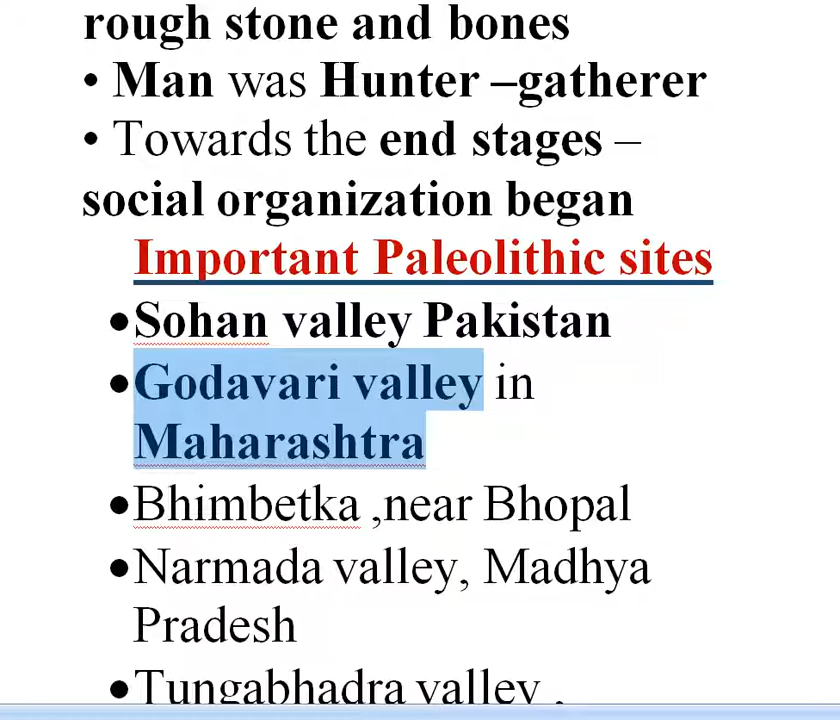 rough stone and bones
• Man was Hunter –gatherer
• Towards the end stages –
social organization began
Important Paleolithic sites
•Sohan valley Pakistan
•Godavari valley in
Maharashtra
•Bhimbetka ,near Bhopal
•Narmada valley, Madhya
Pradesh
•Tungabhadra valley ,